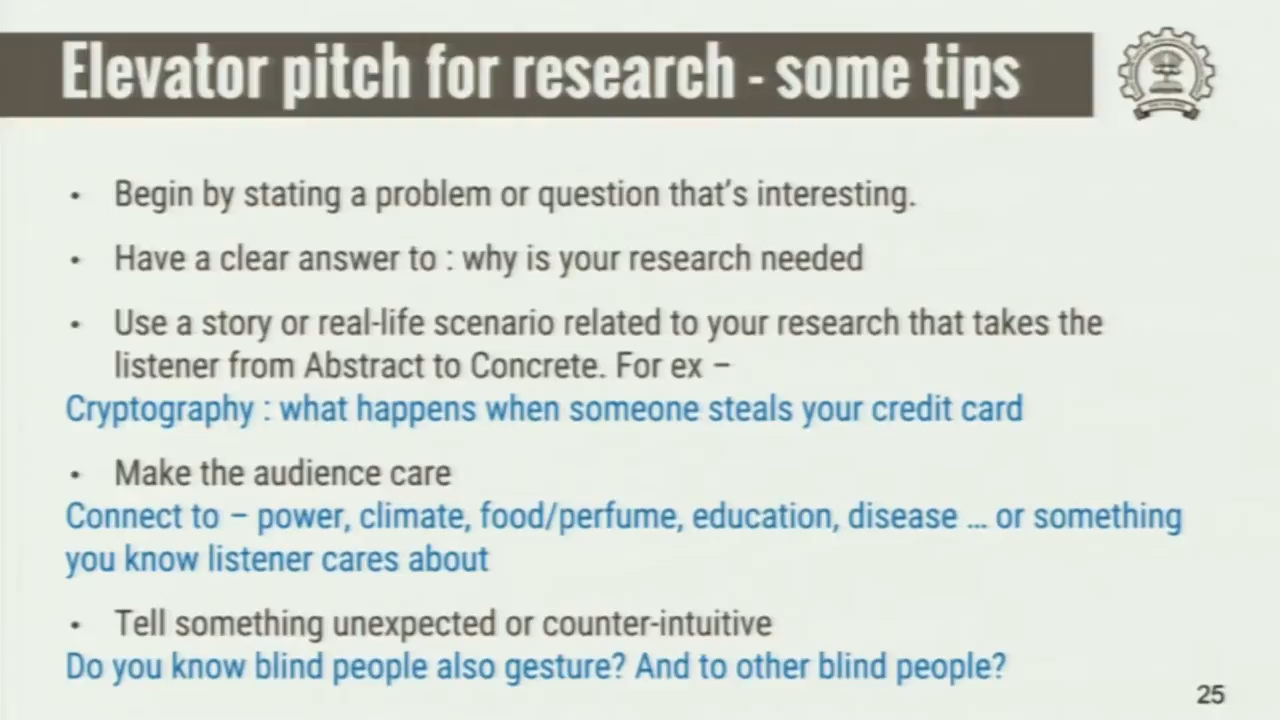 Elevator pitch for research - some tips
• Begin by stating a problem or question that's interesting.
• Have a clear answer to : why is your research needed
• Use a story or real-life scenario related to your research that takes the
listener from Abstract to Concrete. For ex –
Cryptography : what happens when someone steals your credit card
• Make the audience care
Connect to – power, climate, food/perfume, education, disease ... or something
you know listener cares about
• Tell something unexpected or counter-intuitive
Do you know blind people also gesture? And to other blind people?
25